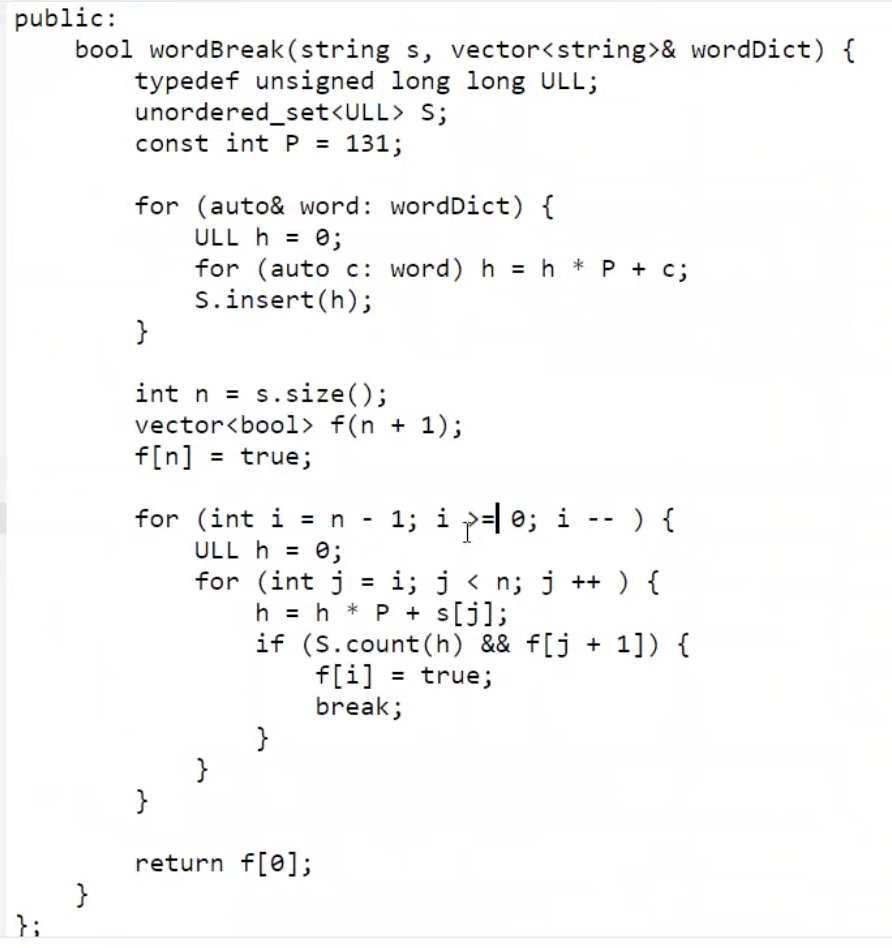 public:
    bool wordBreak(string s, vector<string>& wordDict) {
        typedef unsigned long long ULL;
        unordered_set<ULL> S;
        const int P = 131;

        for (auto& word: wordDict) {
            ULL h = 0;
            for (auto c: word) h = h * P + c;
            S.insert(h);
        }

        int n = s.size();
        vector<bool> f(n + 1);
        f[n] = true;

        for (int i = n - 1; i >= 0; i -- ) {
            ULL h = 0;
            for (int j = i; j < n; j ++ ) {
                h = h * P + s[j];
                if (S.count(h) && f[j + 1]) {
                    f[i] = true;
                    break;
                }
            }
        }

        return f[0];
    }
};